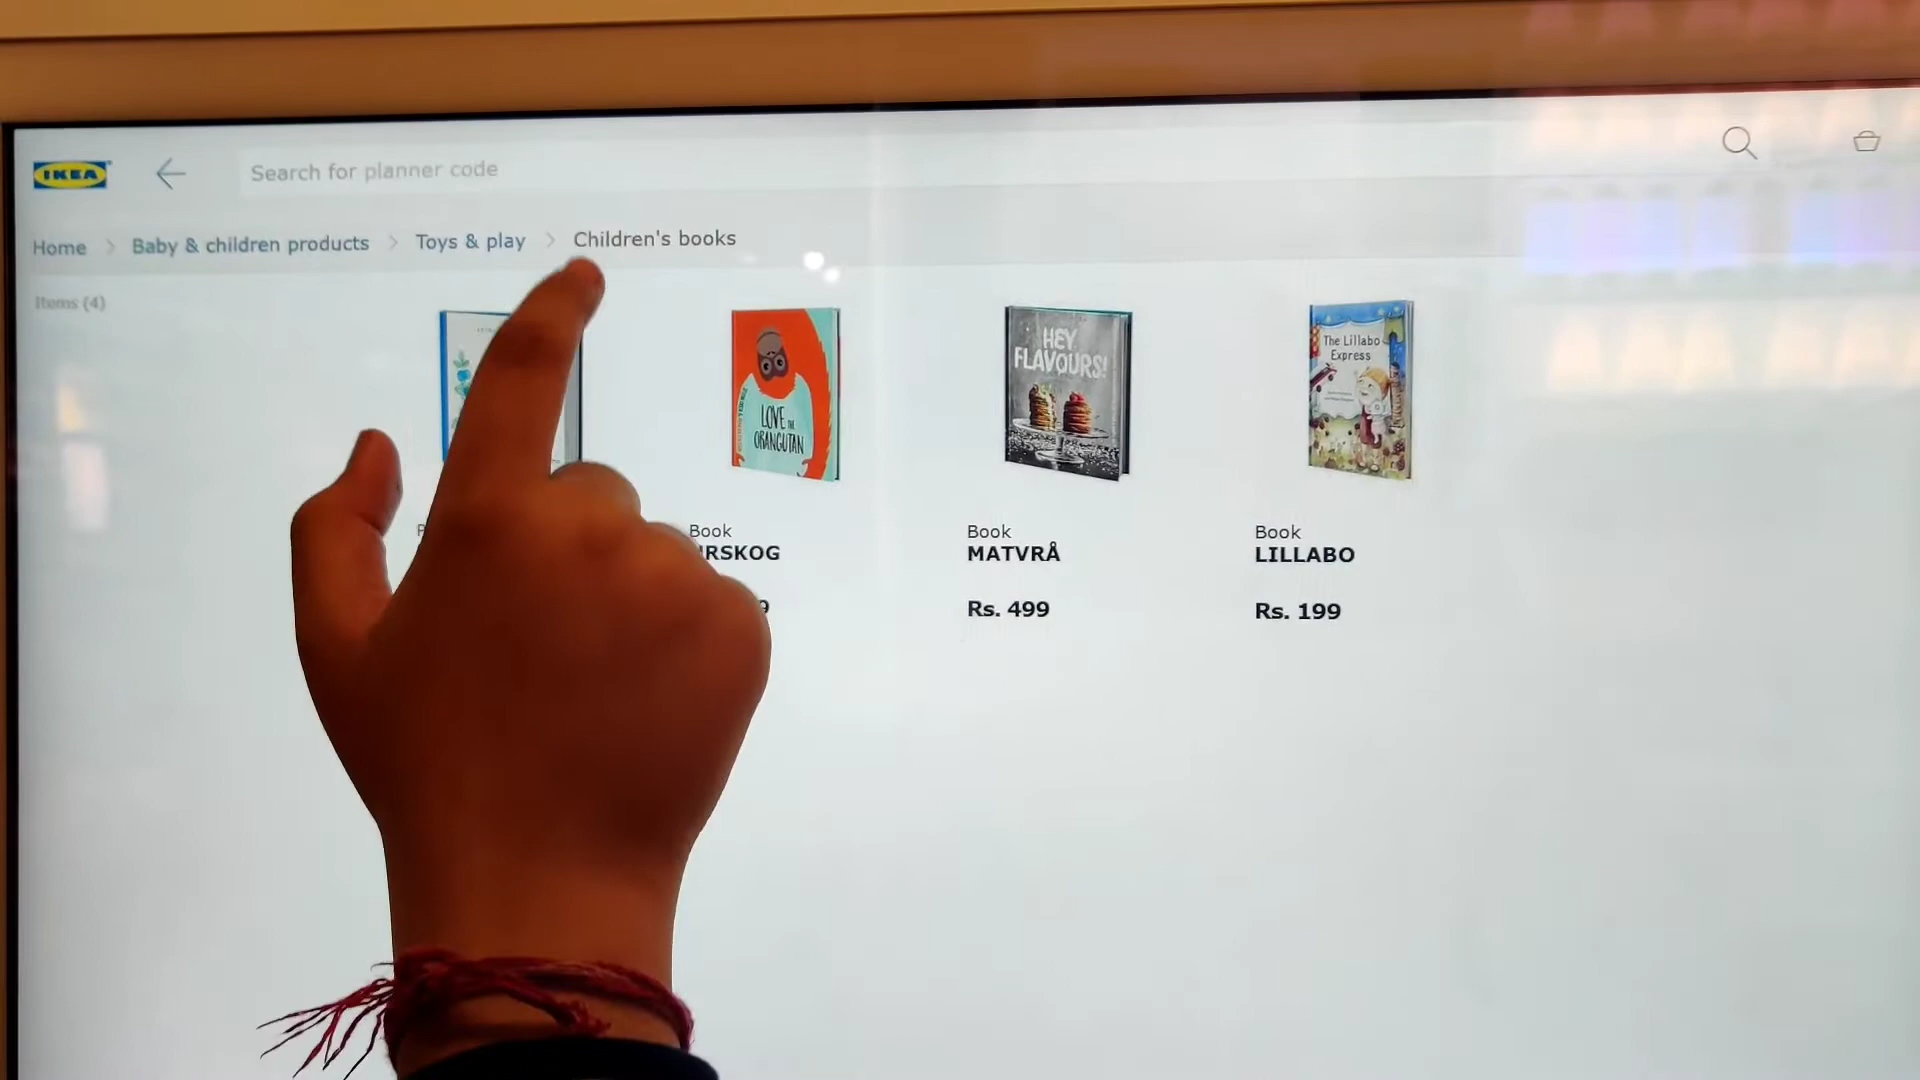 IKEA
Search for planner code
Home > Baby & children products > Toys & play > Children's books
Items (4)
LOVE THE
ORANGUTAN
HEY
FLAVOURS!
The Lillabo
Express
Book
RSKOG
9
Book
MATVRÅ
Rs. 499
Book
LILLABO
Rs. 199